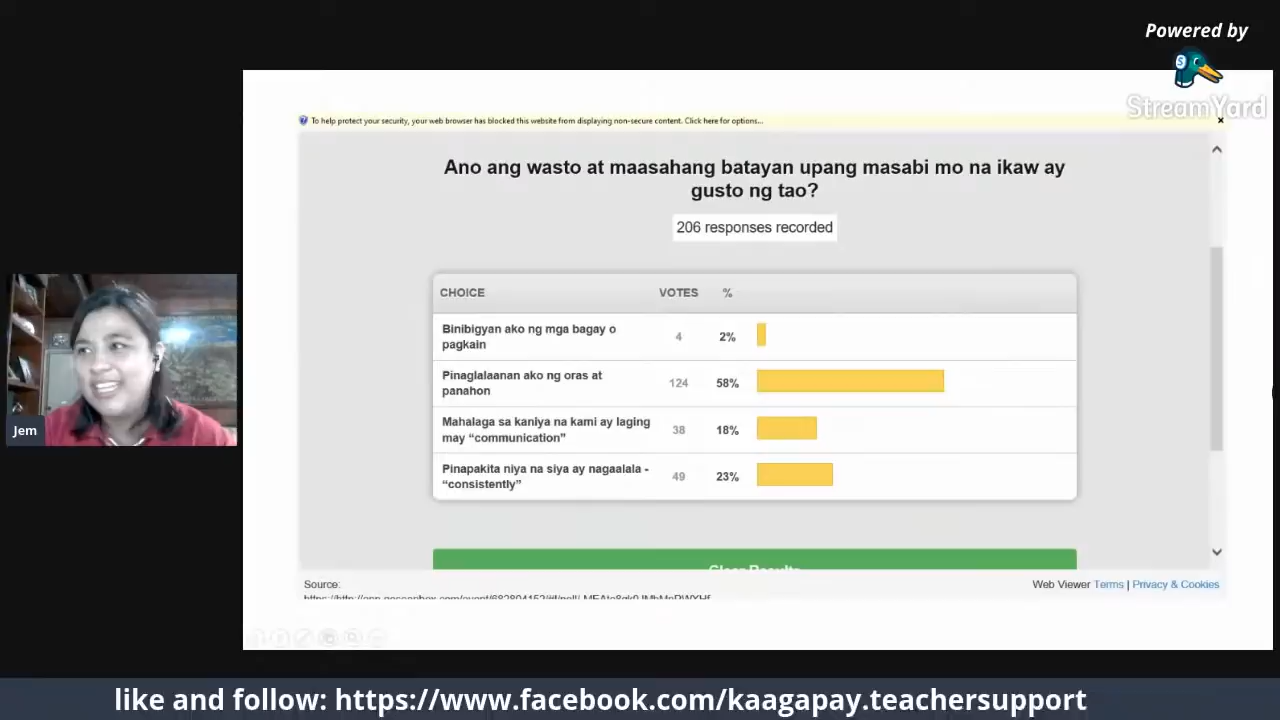 Powered by
StreamYard
To help protect your security, your web browser has blocked this website from displaying non-secure content. Click here for options...
Ano ang wasto at maasahang batayan upang masabi mo na ikaw ay
gusto ng tao?
206 responses recorded
CHOICE VOTES %
Binibigyan ako ng mga bagay o
pagkain
4 2%
Pinaglalaanan ako ng oras at
panahon
124 58%
Mahalaga sa kaniya na kami ay laging
may “communication”
38 18%
Pinapakita niya na siya ay nagaalala -
“consistently”
49 23%
Clear Results
Source:
Web Viewer Terms | Privacy & Cookies
Jem
like and follow: https://www.facebook.com/kaagapay.teachersupport